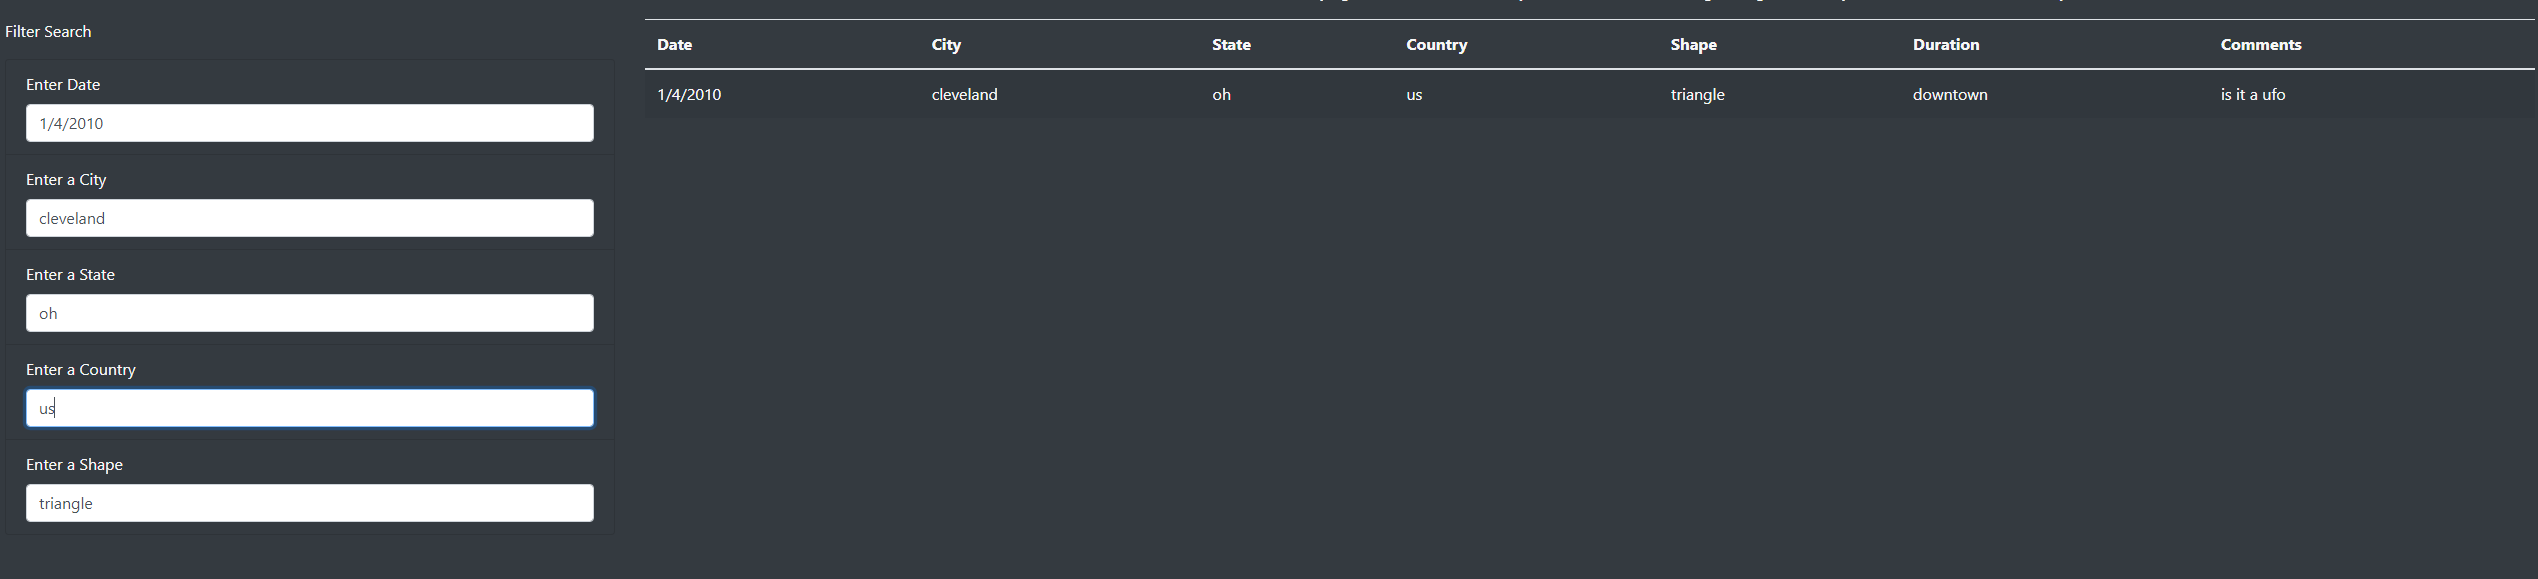 Filter Search
Enter Date
1/4/2010
Enter a City
cleveland
Enter a State
oh
Enter a Country
us
Enter a Shape
triangle
Date City State Country Shape Duration Comments
1/4/2010 cleveland oh us triangle downtown is it a ufo